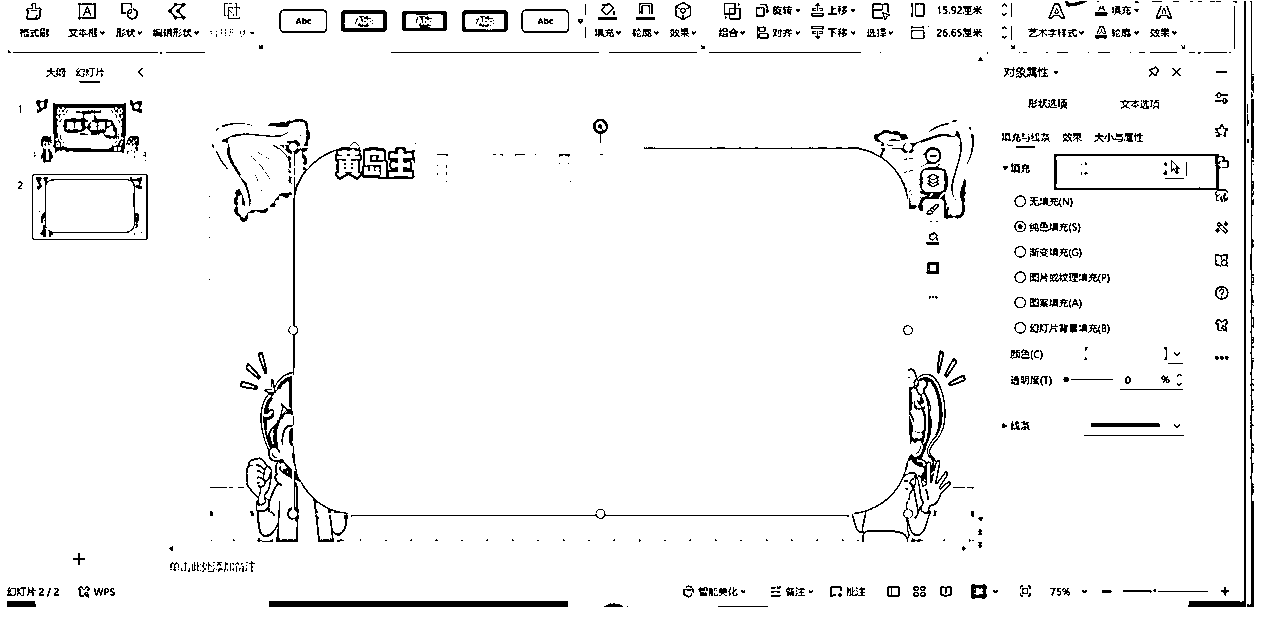 格式刷 文本框 形状 编辑形状
Abc Abc Abc Abc Abc
填充 轮廓 效果 组合 旋转 对齐 上移 下移 选择
15.92厘米
26.65厘米
艺术字样式 填充 轮廓 效果
大纲 幻灯片
1
2
黄岛主
对象属性
形状选项 文本选项
填充与线条 效果 大小与属性
填充
无填充(N)
纯色填充(S)
渐变填充(G)
图片或纹理填充(P)
图案填充(A)
幻灯片背景填充(B)
颜色(C)
透明度(T) 0 %
线条
单击此处添加备注
幻灯片 2 / 2 WPS 智能美化 备注 批注 75%